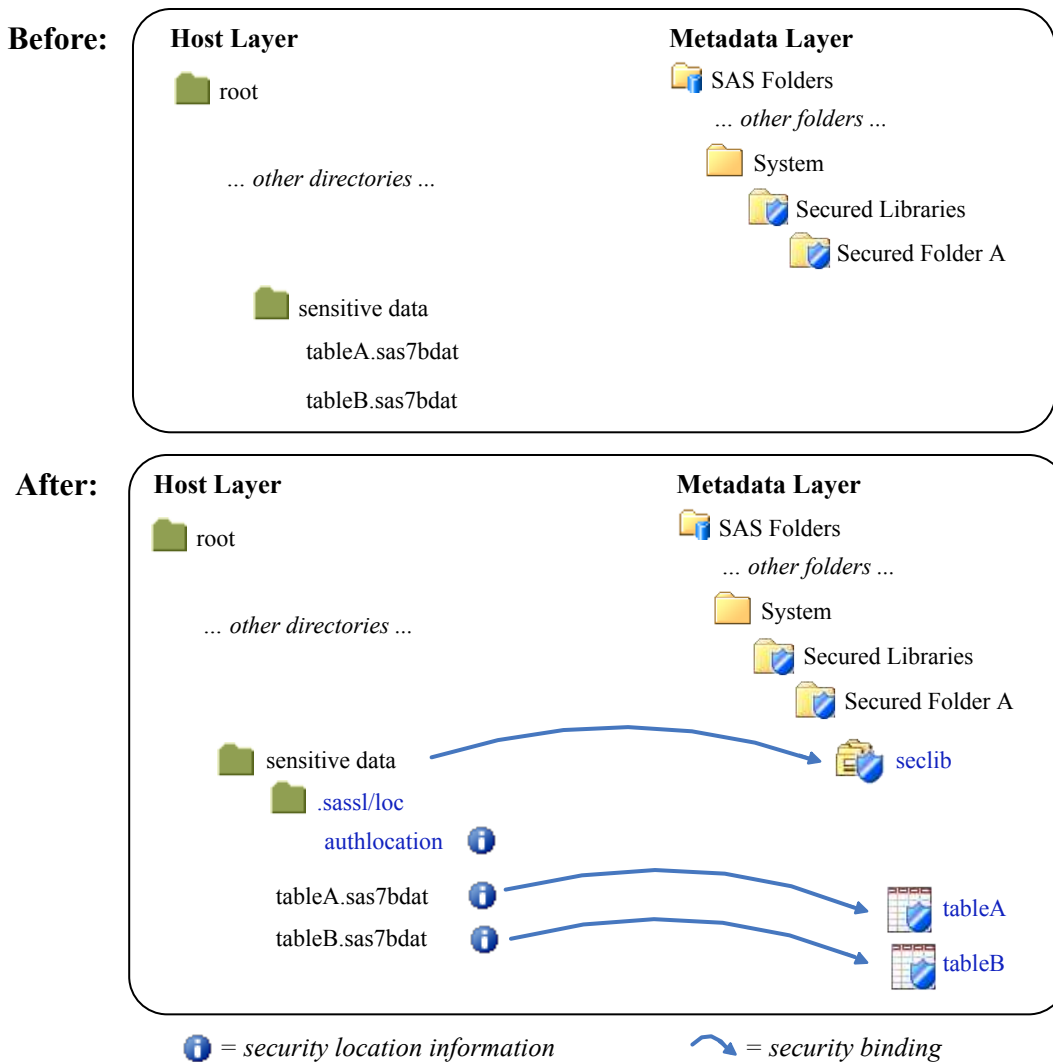 Before:
Host Layer
root
... other directories ...
sensitive data
tableA.sas7bdat
tableB.sas7bdat
Metadata Layer
SAS Folders
... other folders ...
System
Secured Libraries
Secured Folder A
After:
Host Layer
root
... other directories ...
sensitive data
.sassl/loc
authlocation
tableA.sas7bdat
tableB.sas7bdat
Metadata Layer
SAS Folders
... other folders ...
System
Secured Libraries
Secured Folder A
seclib
tableA
tableB
= security location information
= security binding